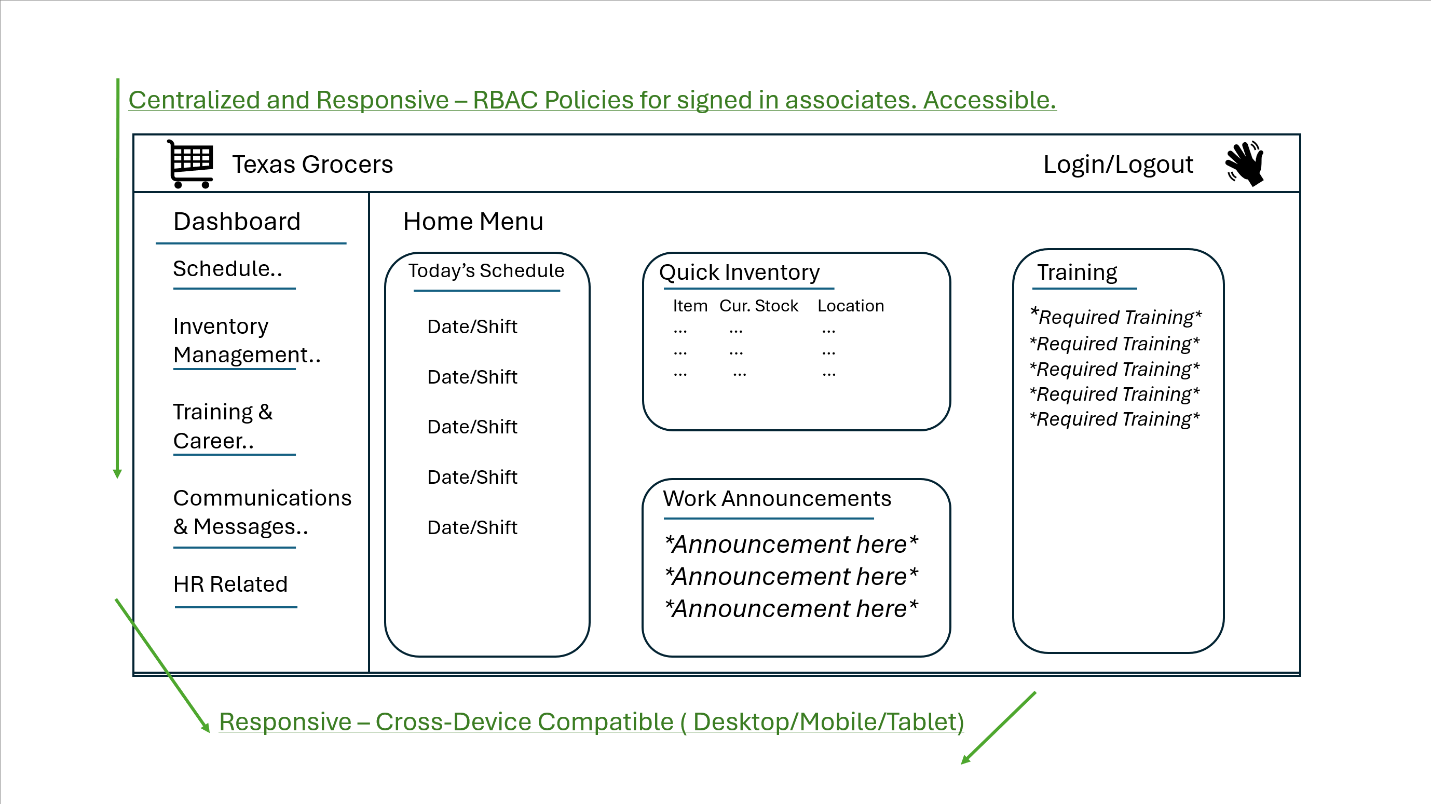 Centralized and Responsive – RBAC Policies for signed in associates. Accessible.
Texas Grocers
Login/Logout
Dashboard
Schedule..
Inventory
Management..
Training &
Career..
Communications
& Messages..
HR Related
Home Menu
Today's Schedule
Date/Shift
Date/Shift
Date/Shift
Date/Shift
Date/Shift
Quick Inventory
Item Cur. Stock Location
... ... ...
... ... ...
... ... ...
Work Announcements
*Announcement here*
*Announcement here*
*Announcement here*
Training
*Required Training*
*Required Training*
*Required Training*
*Required Training*
*Required Training*
Responsive – Cross-Device Compatible ( Desktop/Mobile/Tablet)